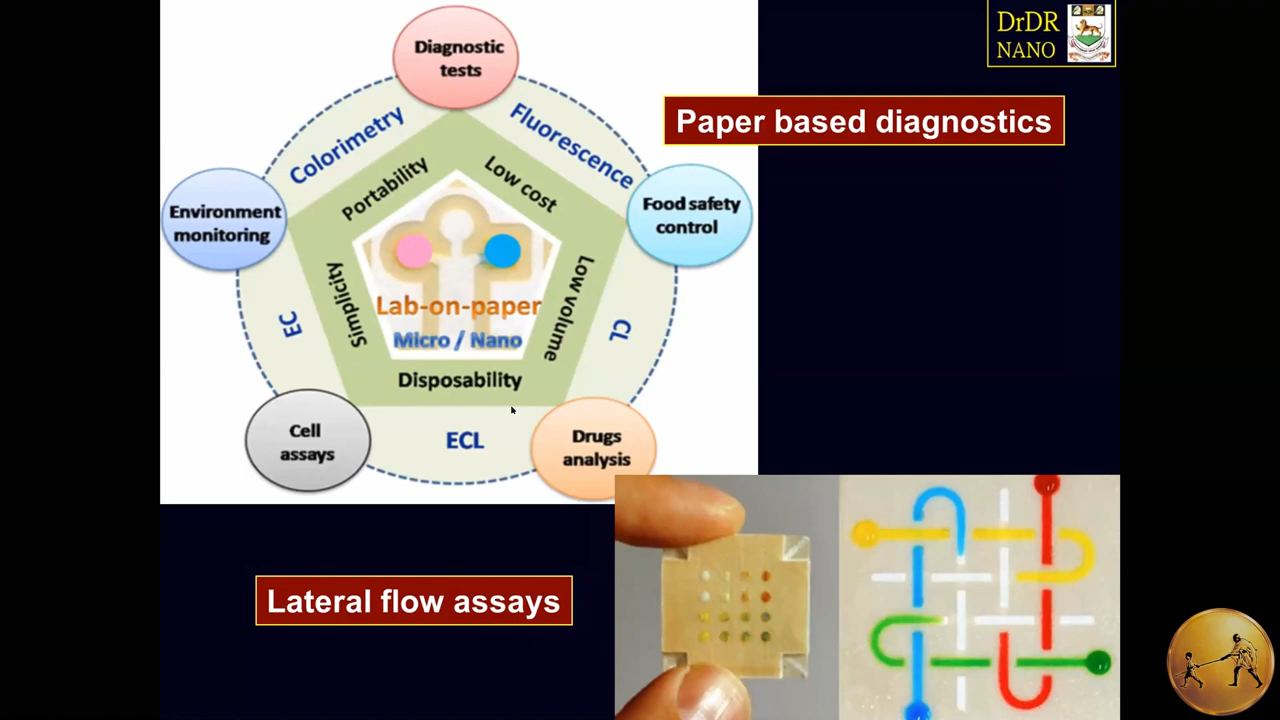 DrDR
NANO
Paper based diagnostics
Diagnostic
tests
Colorimetry
Fluorescence
Portability
Low cost
Environment
monitoring
Food safety
control
Simplicity
Low volume
Lab-on-paper
Micro / Nano
EC
CL
Disposability
Cell
assays
ECL
Drugs
analysis
Lateral flow assays